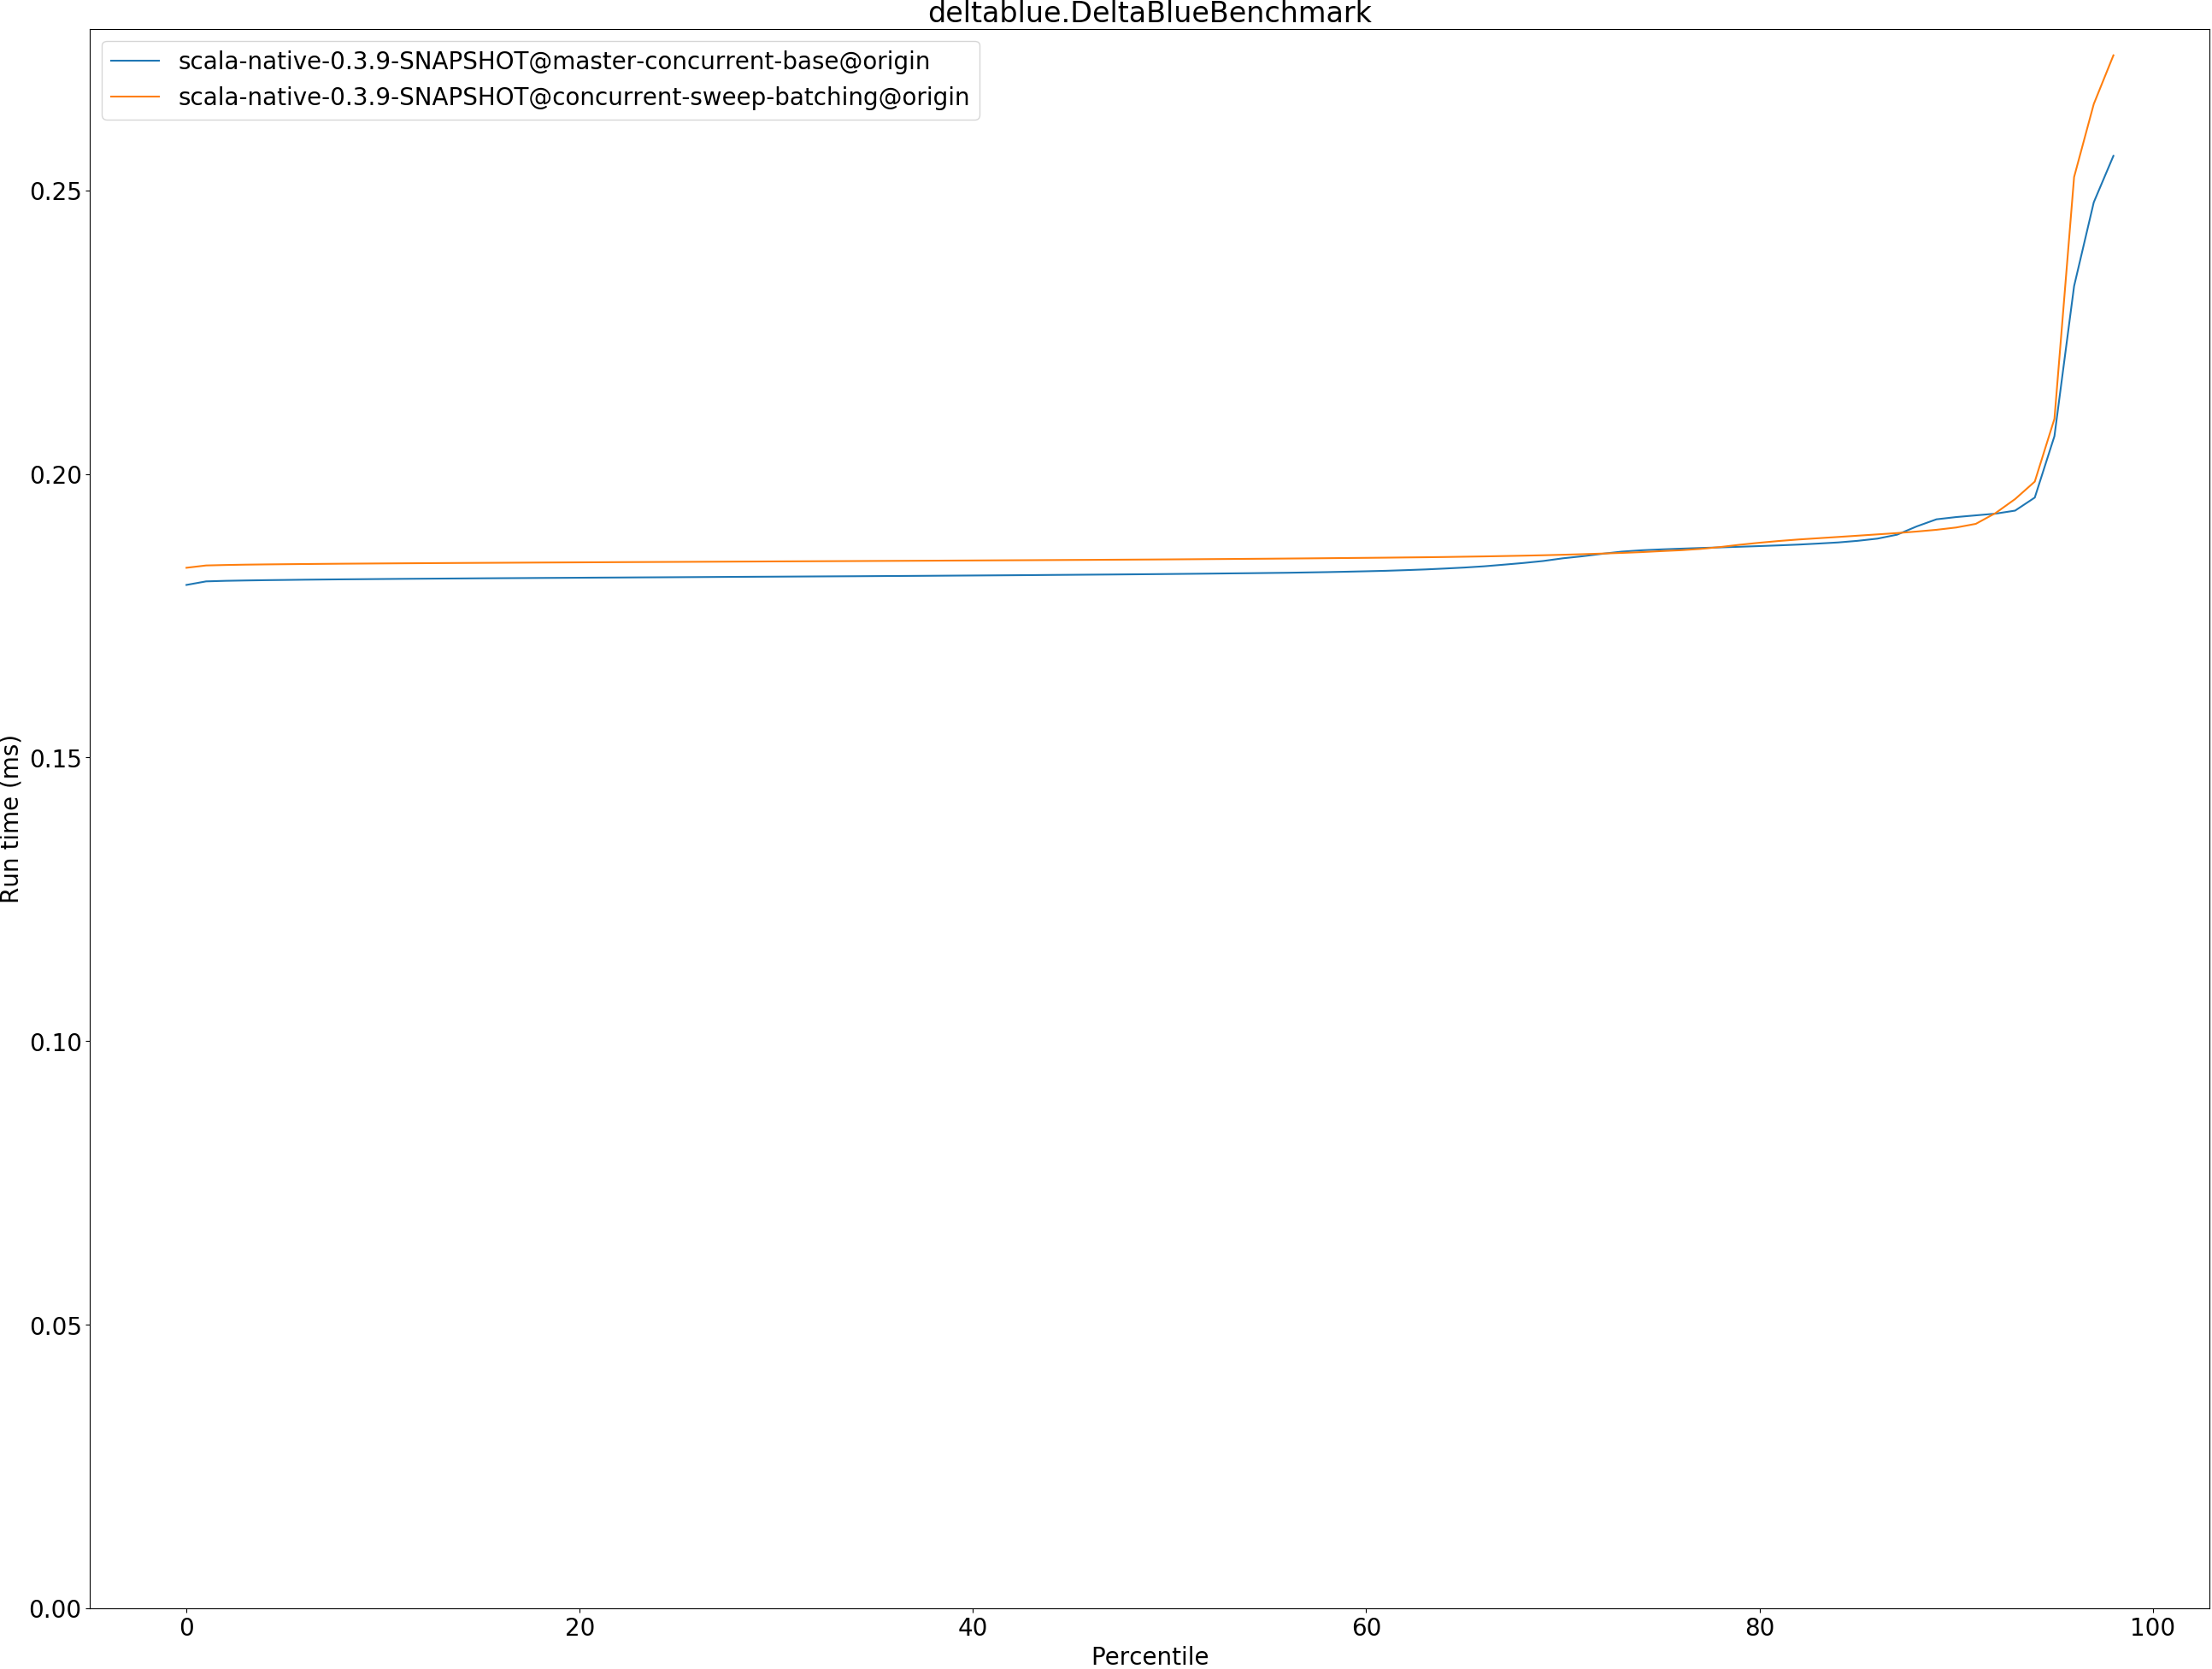 deltablue.DeltaBlueBenchmark
scala-native-0.3.9-SNAPSHOT@master-concurrent-base@origin
scala-native-0.3.9-SNAPSHOT@concurrent-sweep-batching@origin
0.25
0.20
0.15
0.10
0.05
0.00
Run time (ms)
0 20 40 60 80 100
Percentile